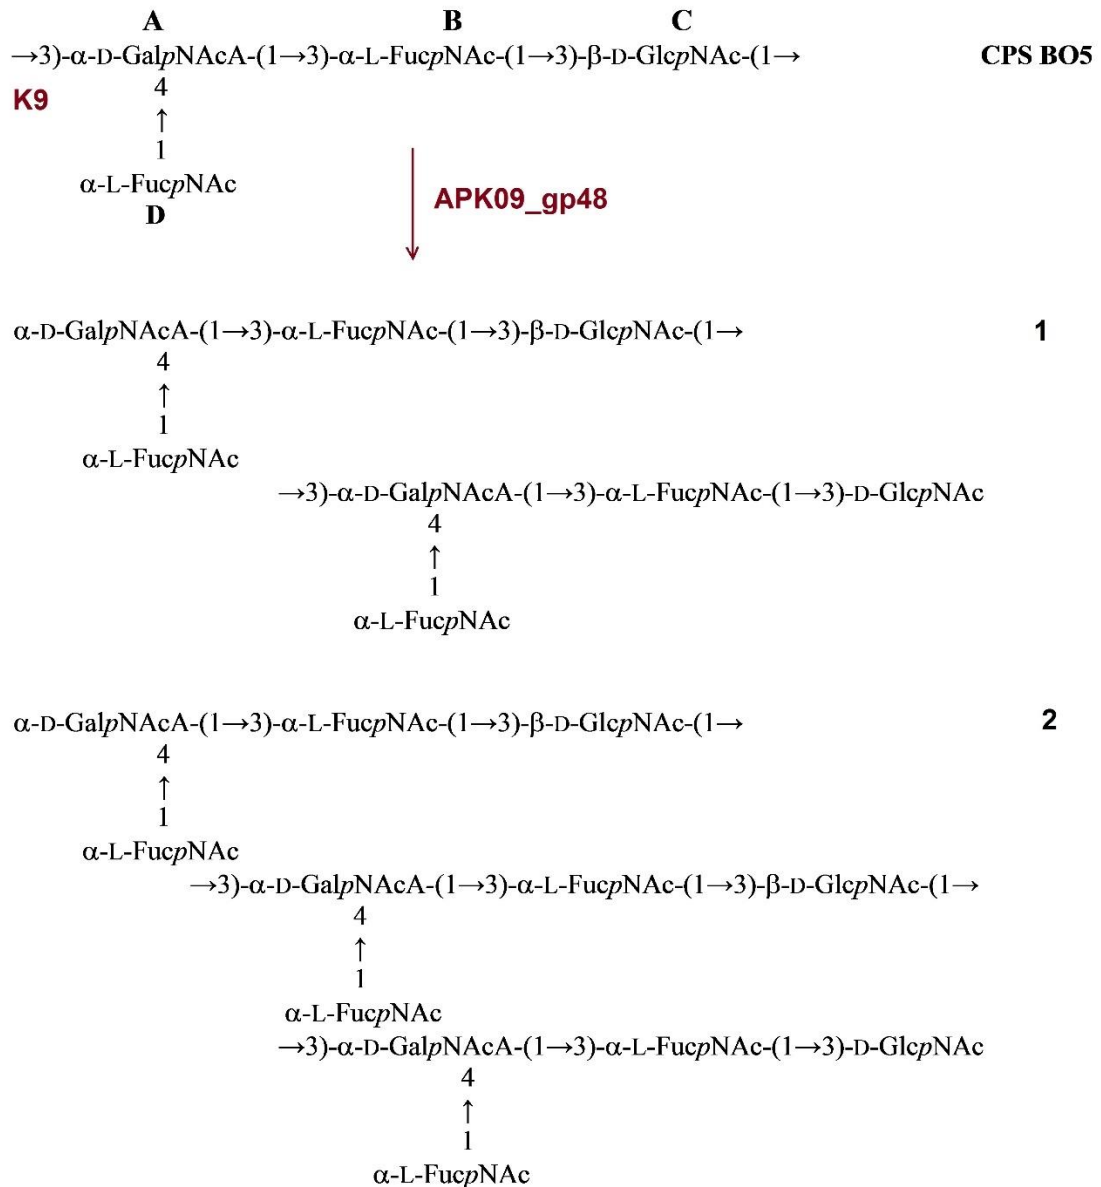 A B C
→3)-α-D-GalpNAcA-(1→3)-α-L-FucpNAc-(1→3)-β-D-GlcpNAc-(1→ CPS BO5
K9
4
↑
1
α-L-FucpNAc
D
APK09_gp48
α-D-GalpNAcA-(1→3)-α-L-FucpNAc-(1→3)-β-D-GlcpNAc-(1→ 1
4
↑
1
α-L-FucpNAc
→3)-α-D-GalpNAcA-(1→3)-α-L-FucpNAc-(1→3)-D-GlcpNAc
4
↑
1
α-L-FucpNAc
α-D-GalpNAcA-(1→3)-α-L-FucpNAc-(1→3)-β-D-GlcpNAc-(1→ 2
4
↑
1
α-L-FucpNAc
→3)-α-D-GalpNAcA-(1→3)-α-L-FucpNAc-(1→3)-β-D-GlcpNAc-(1→
4
↑
1
α-L-FucpNAc
→3)-α-D-GalpNAcA-(1→3)-α-L-FucpNAc-(1→3)-D-GlcpNAc
4
↑
1
α-L-FucpNAc